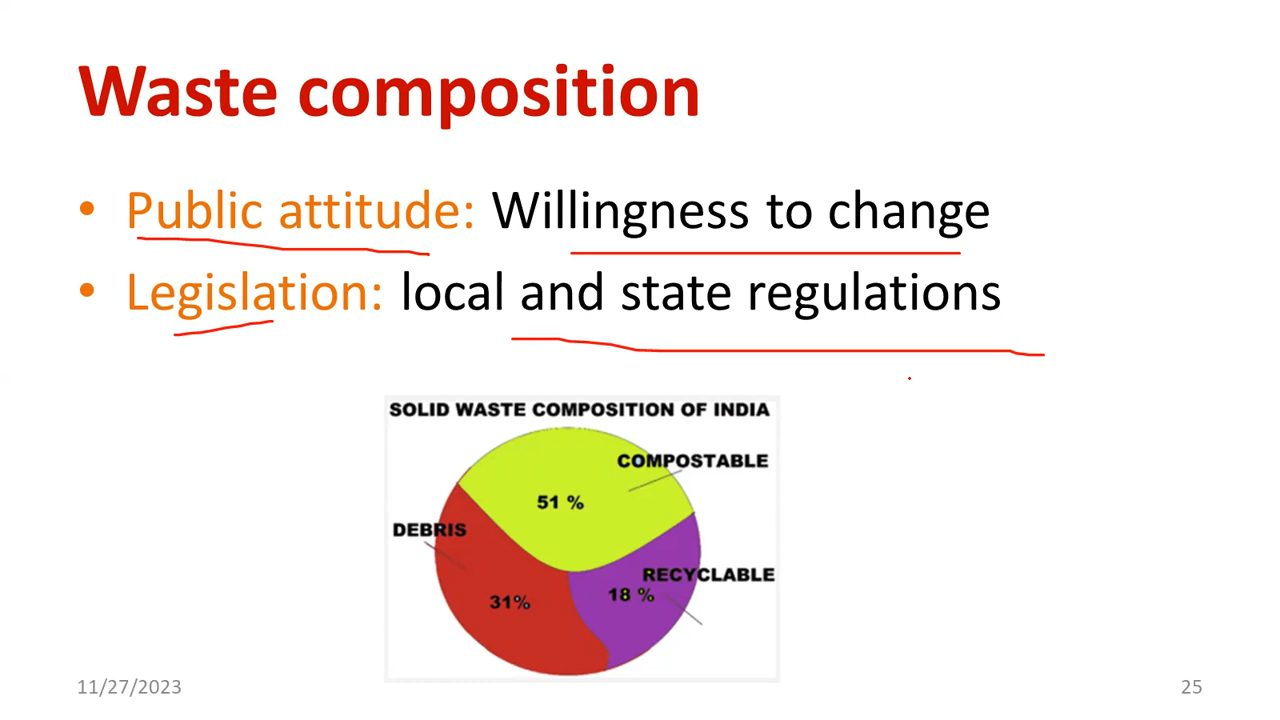 Waste composition
• Public attitude: Willingness to change
• Legislation: local and state regulations
SOLID WASTE COMPOSITION OF INDIA
COMPOSTABLE
51 %
DEBRIS
RECYCLABLE
18 %
31%
11/27/2023
25